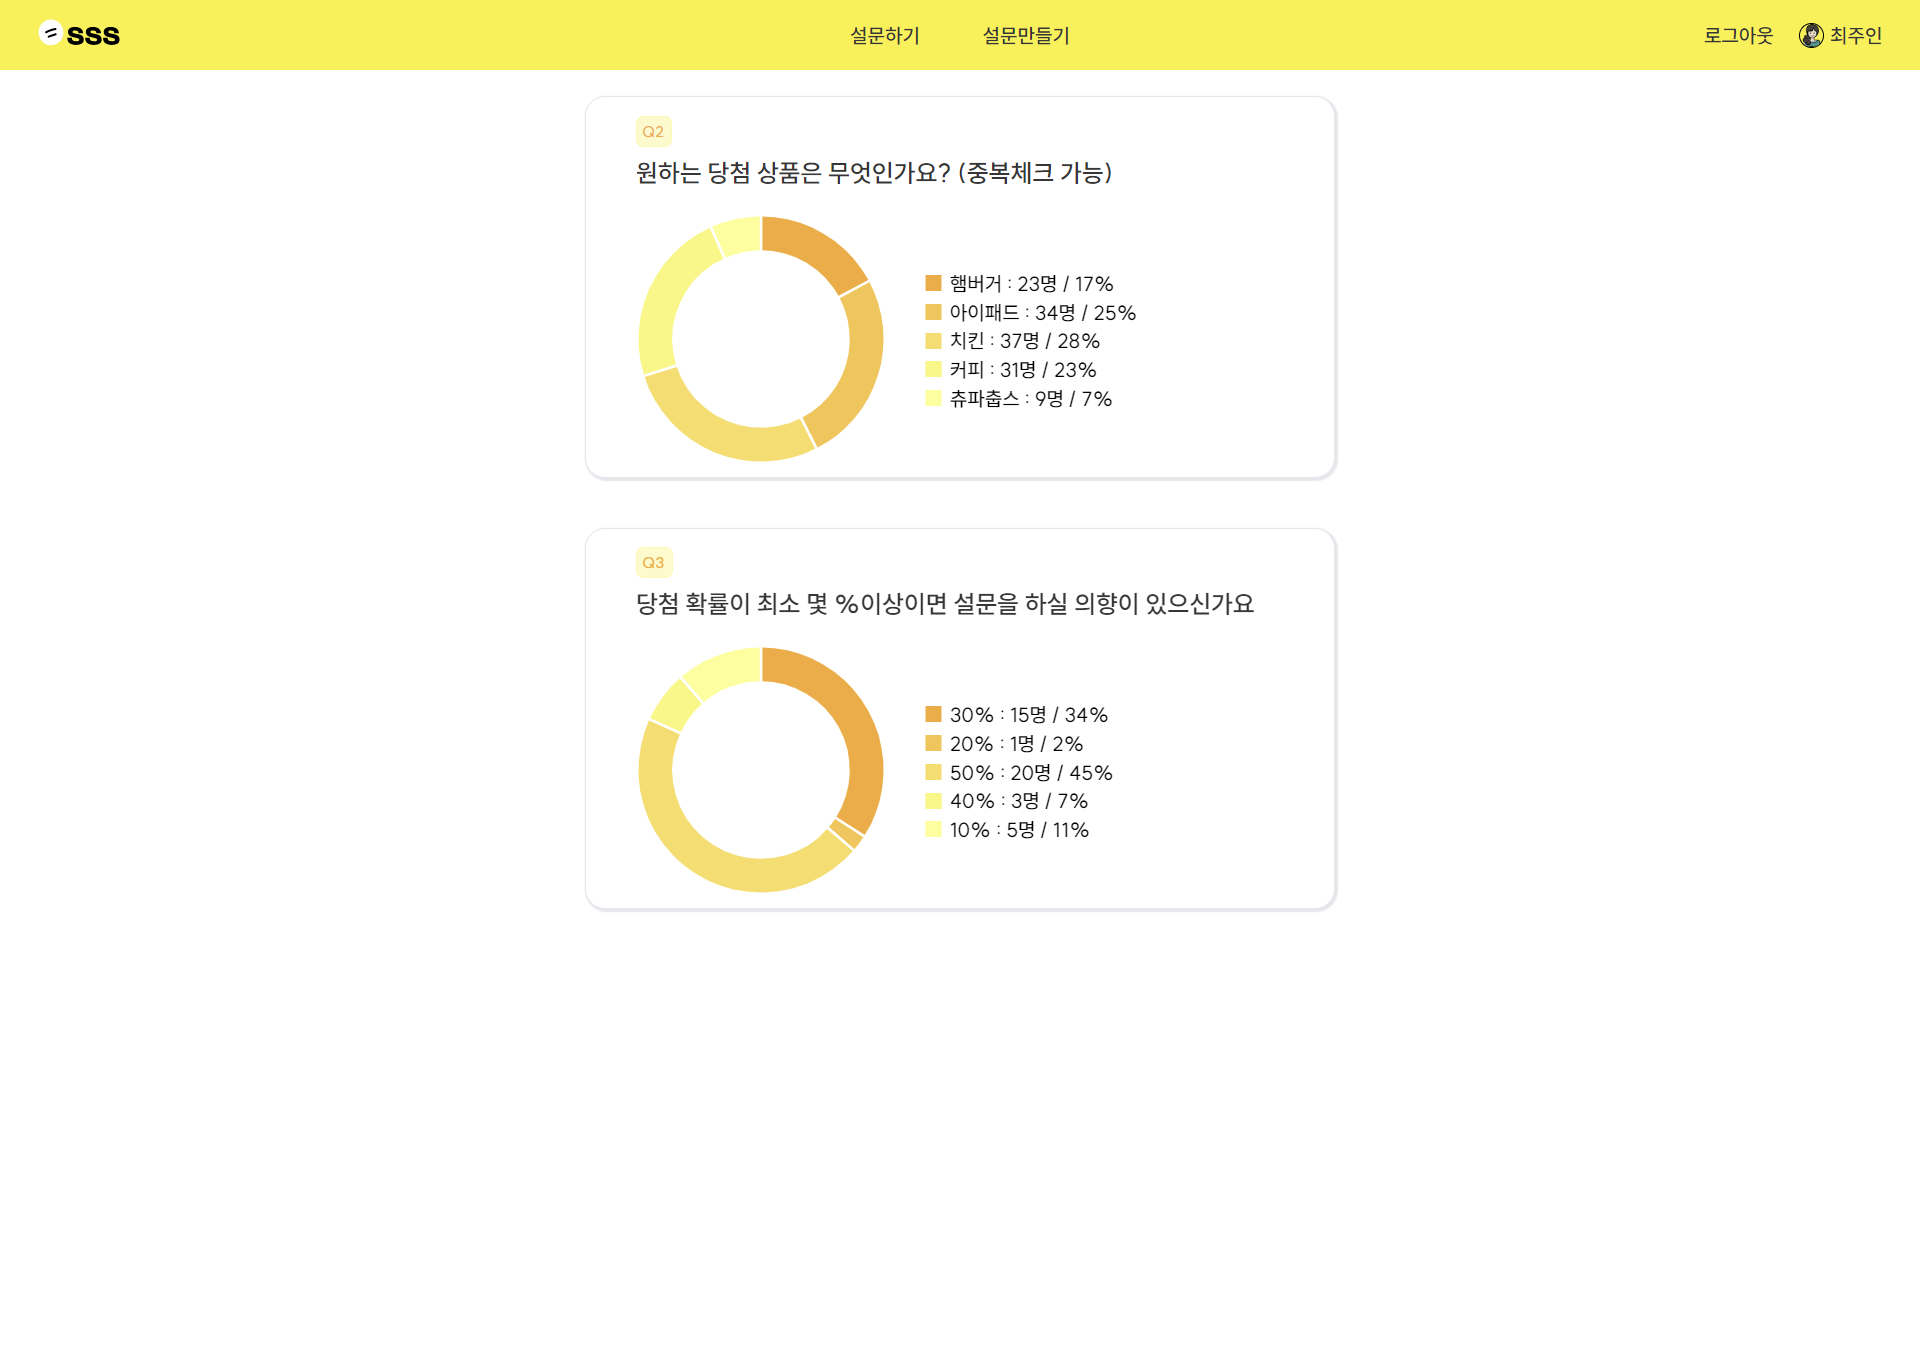 sss
설문하기 설문만들기
로그아웃 최주인
Q2
원하는 당첨 상품은 무엇인가요? (중복체크 가능)
햄버거 : 23명 / 17%
아이패드 : 34명 / 25%
치킨 : 37명 / 28%
커피 : 31명 / 23%
츄파춥스 : 9명 / 7%
Q3
당첨 확률이 최소 몇 %이상이면 설문을 하실 의향이 있으신가요
30% : 15명 / 34%
20% : 1명 / 2%
50% : 20명 / 45%
40% : 3명 / 7%
10% : 5명 / 11%